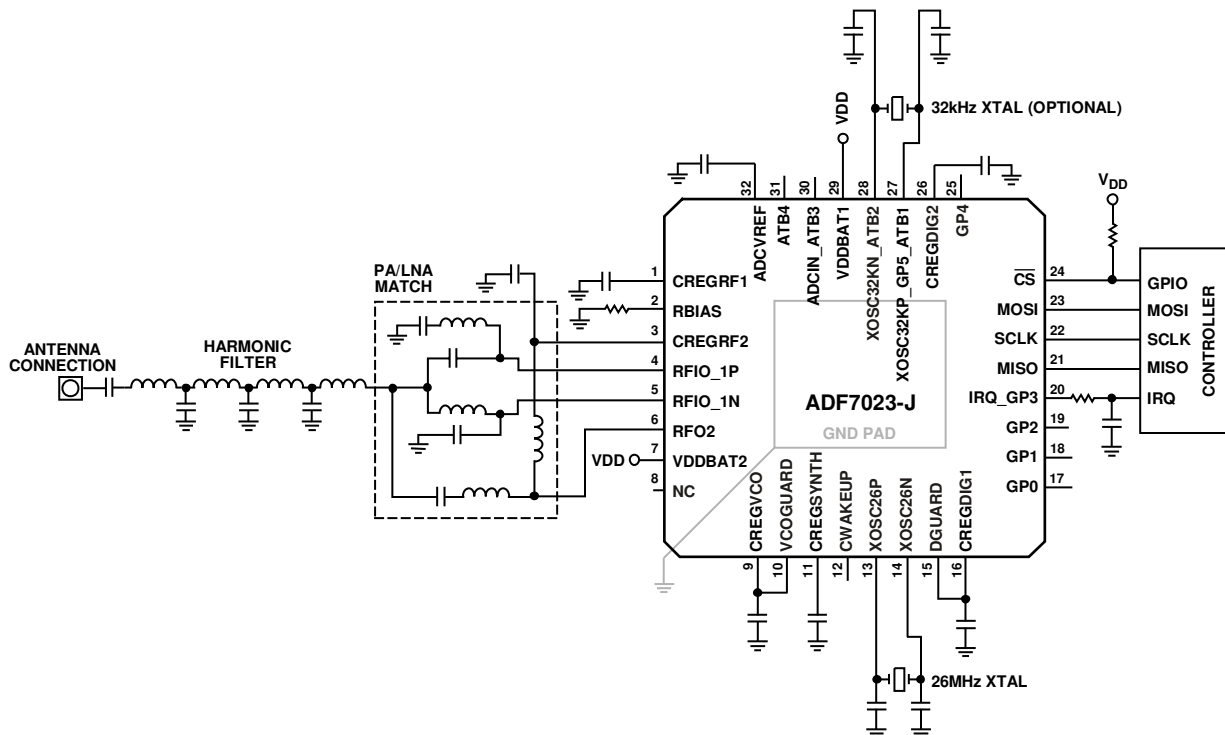 32kHz XTAL (OPTIONAL)
VDD
32
31
30
29
28
27
26
25
ADCVREF
ATB4
ADCIN_ATB3
VDDBAT1
XOSC32KN_ATB2
XOSC32KP_GP5_ATB1
CREGDIG2
GP4
VDD
PA/LNA
MATCH
ANTENNA
CONNECTION
HARMONIC
FILTER
1
CREGRF1
2
RBIAS
3
CREGRF2
4
RFIO_1P
5
RFIO_1N
6
RFO2
VDD
7
VDDBAT2
8
NC
ADF7023-J
GND PAD
CS
24
GPIO
MOSI
23
MOSI
SCLK
22
SCLK
MISO
21
MISO
IRQ_GP3
20
IRQ
GP2
19
GP1
18
GP0
17
CONTROLLER
CREGVCO
VCOGUARD
CREGSYNTH
CWAKEUP
XOSC26P
XOSC26N
DGUARD
CREGDIG1
9
10
11
12
13
14
15
16
26MHz XTAL